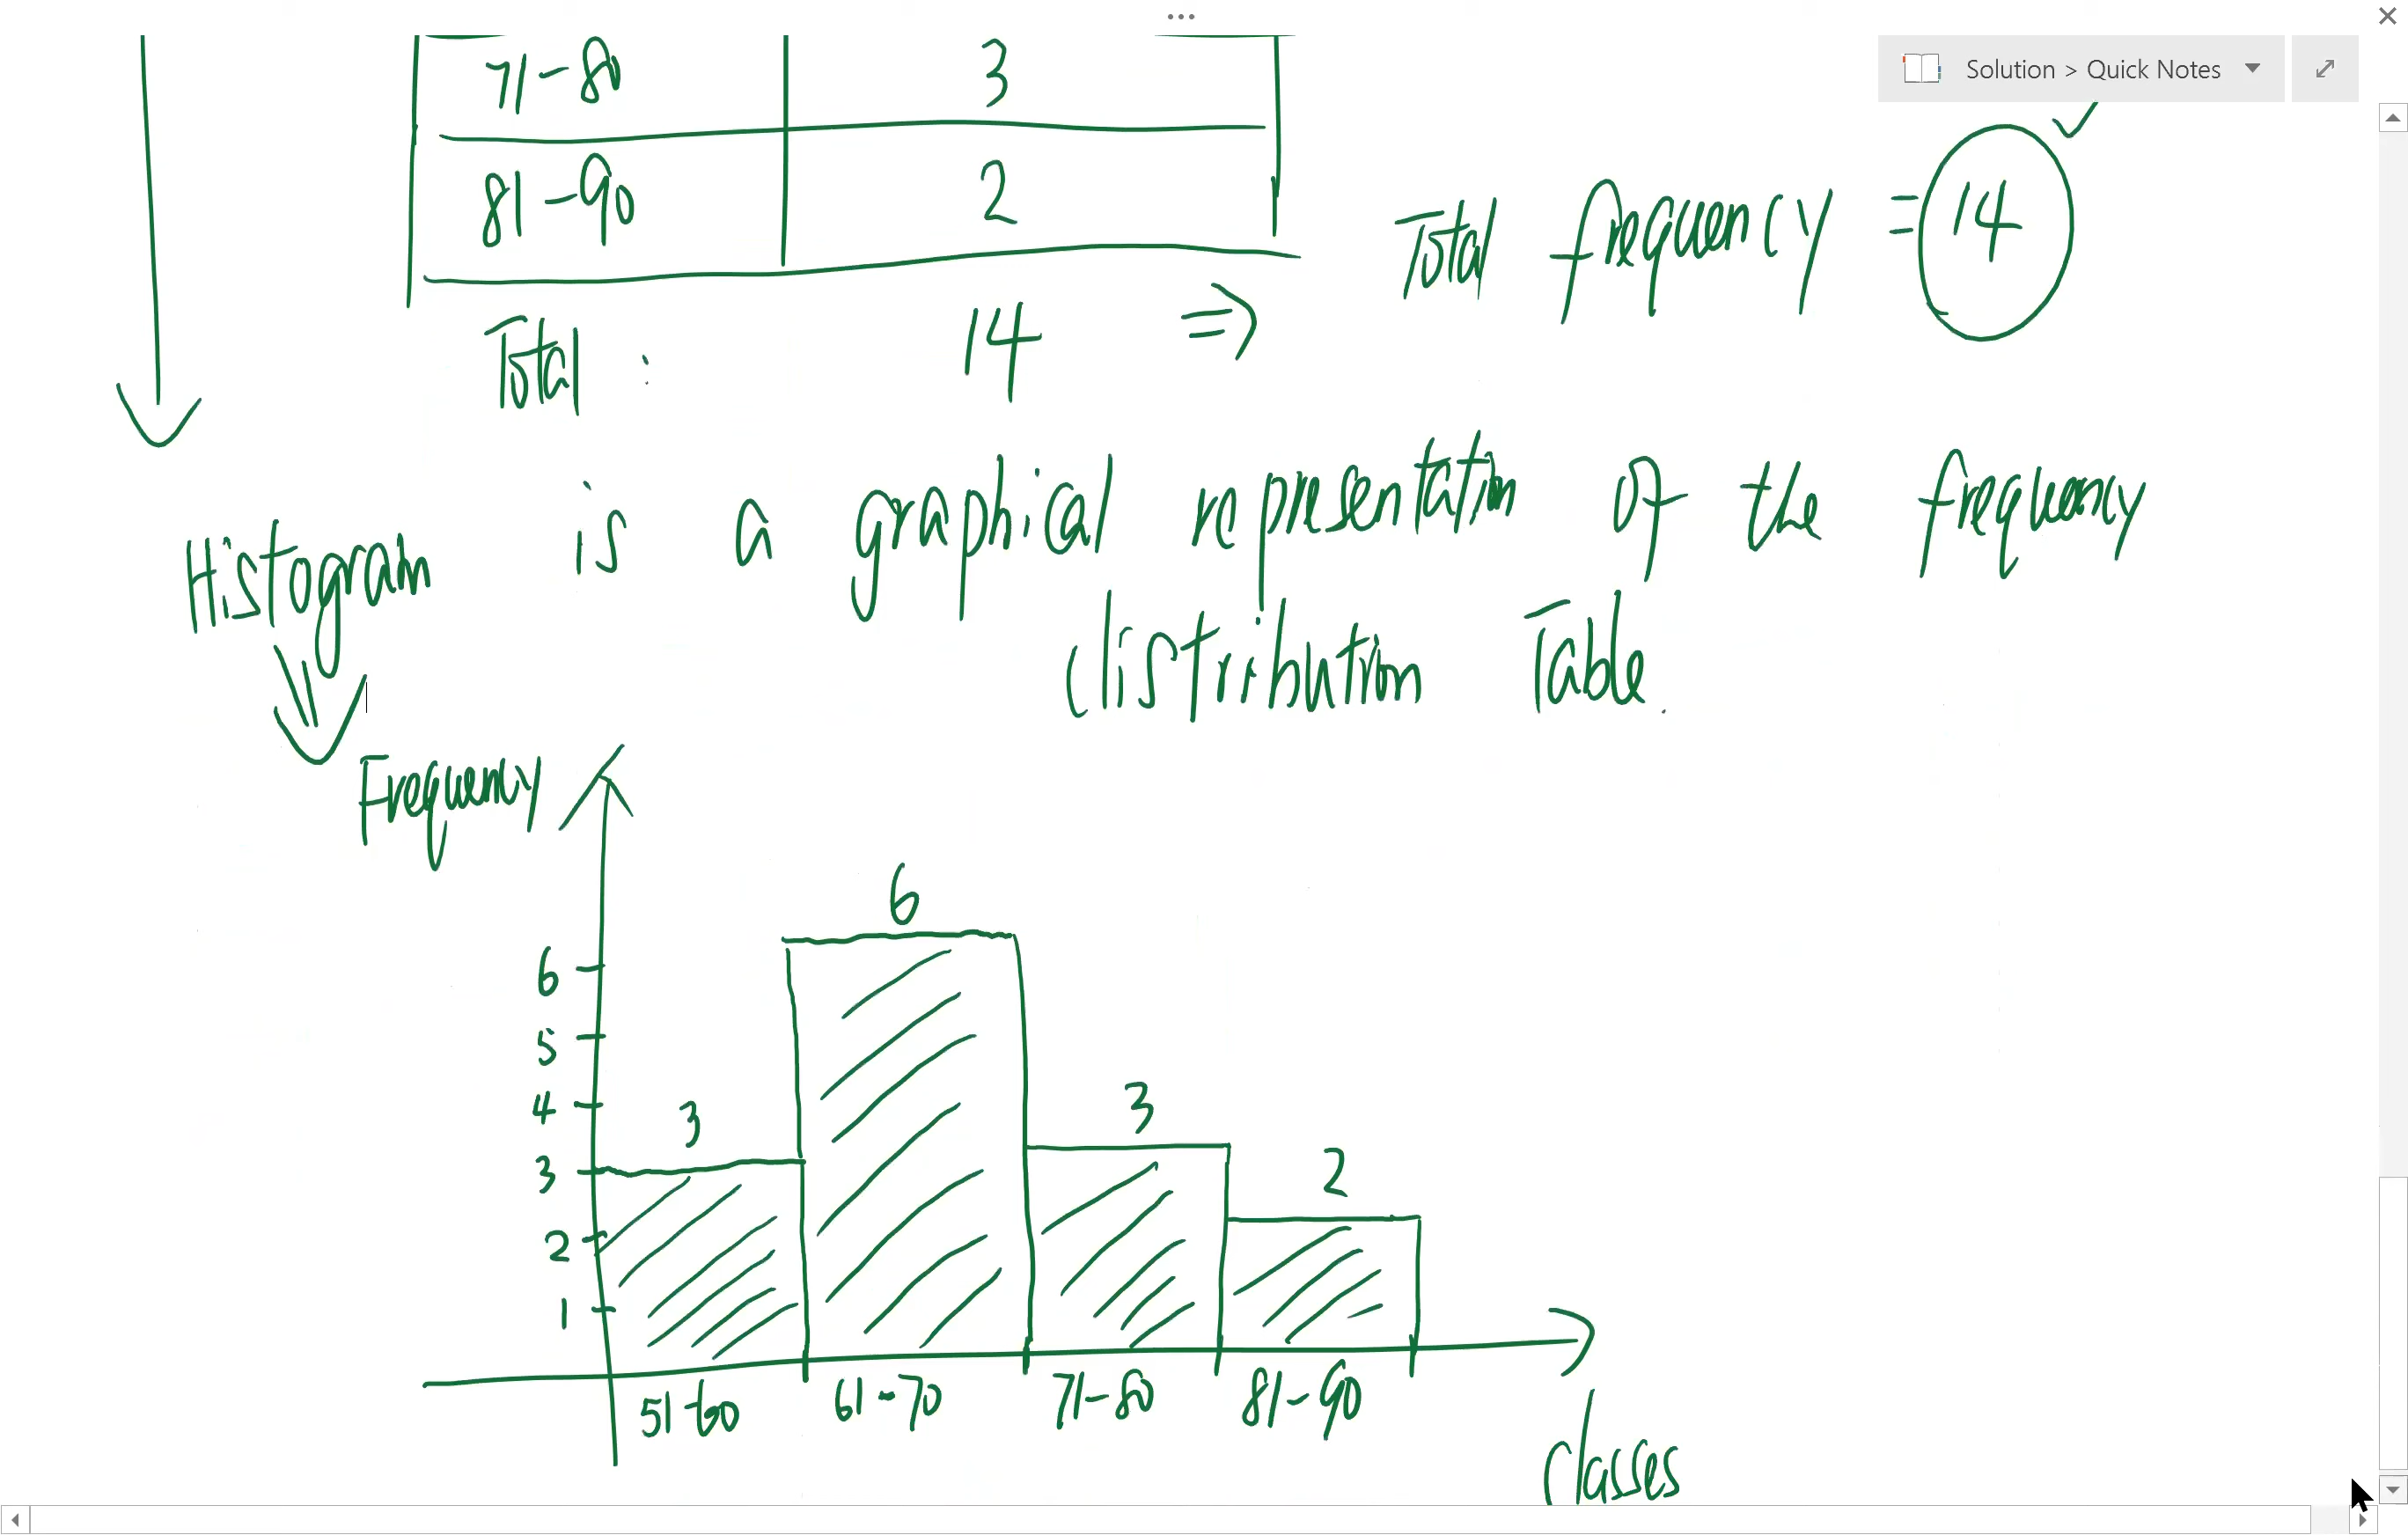 Solution > Quick Notes
71-80 3
81-90 2
Total frequency = 14
Total : 14 ⇒
Histogram is a graphical representation of the frequency
distribution Table.
Frequency
6
6
5
4
3
3
3
2
2
1
51-60 61-70 71-80 81-90
Classes